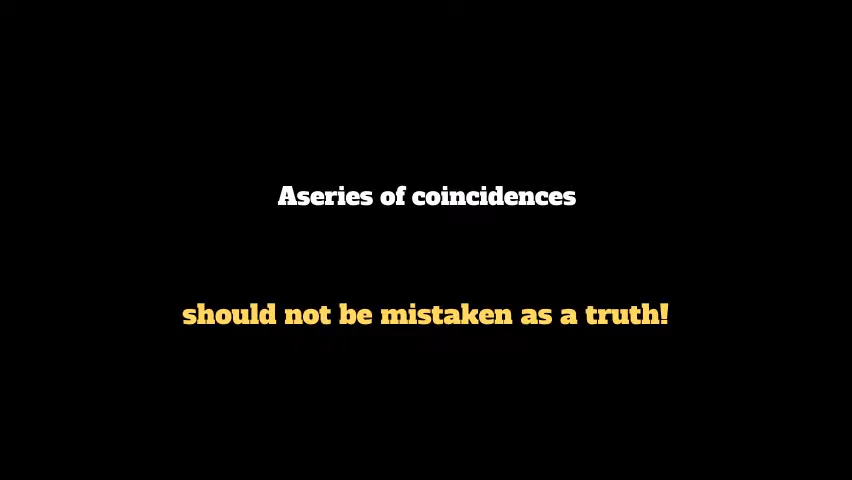 Aseries of coincidences
should not be mistaken as a truth!